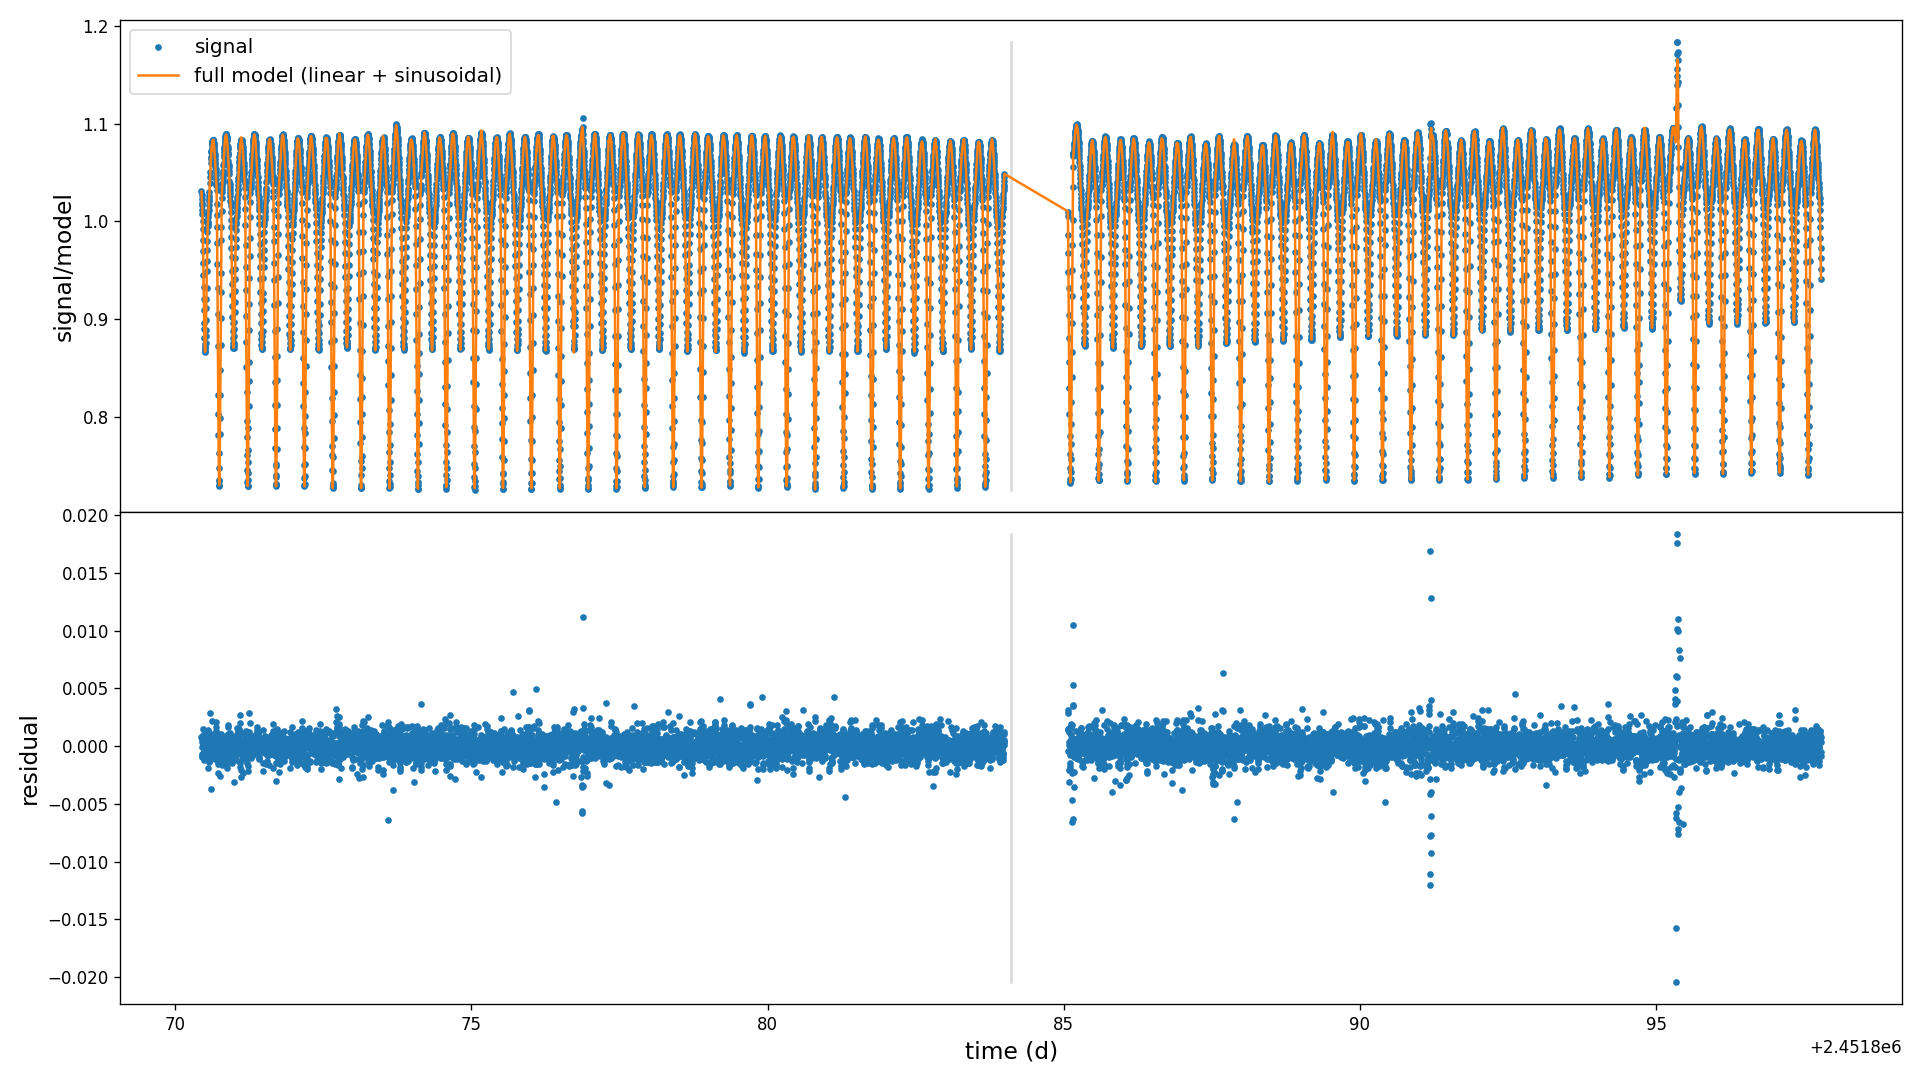 1.2
signal
full model (linear + sinusoidal)
1.1
1.0
0.9
0.8
signal/model
0.020
0.015
0.010
0.005
0.000
−0.005
−0.010
−0.015
−0.020
residual
70 75 80 85 90 95
time (d)
+2.4518e6